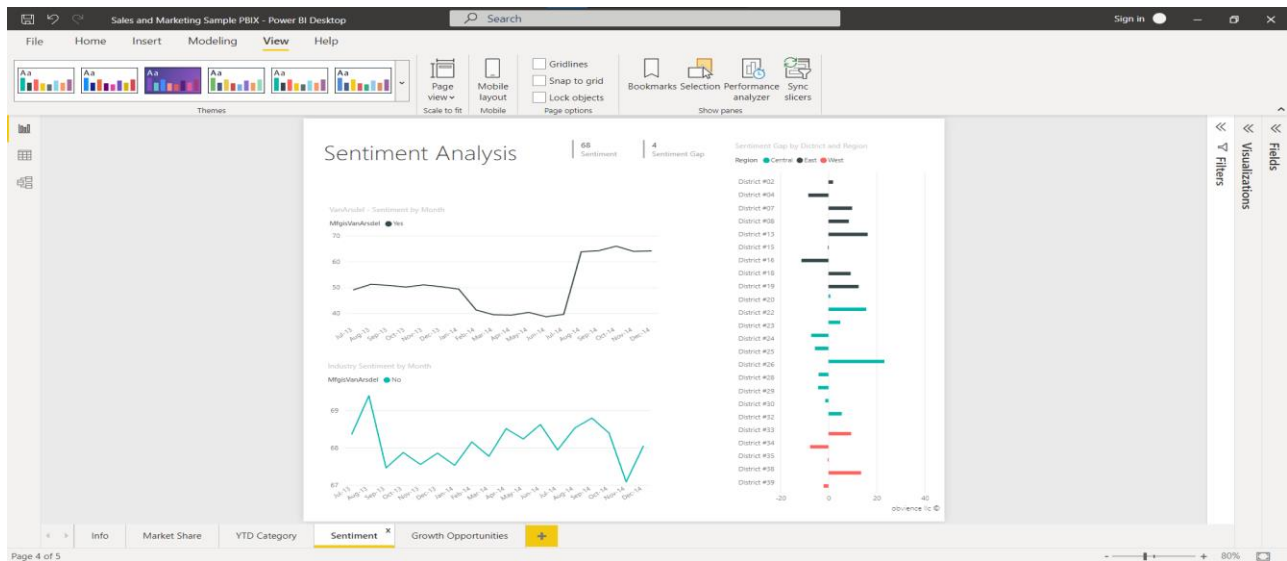 Sales and Marketing Sample PBIX - Power BI Desktop
Search
Sign in
File Home Insert Modeling View Help
Aa Aa Aa Aa Aa Aa
Themes
Page view
Scale to fit
Mobile layout
Mobile
Gridlines
Snap to grid
Lock objects
Page options
Bookmarks Selection Performance analyzer Sync slicers
Show panes
Sentiment Analysis
68
Sentiment
4
Sentiment Gap
VanArsdel - Sentiment by Month
MfgisVanArsdel Yes
70
60
50
40
Jul-13 Aug-13 Sep-13 Oct-13 Nov-13 Dec-13 Jan-14 Feb-14 Mar-14 Apr-14 May-14 Jun-14 Jul-14 Aug-14 Sep-14 Oct-14 Nov-14 Dec-14
Industry Sentiment by Month
MfgisVanArsdel No
69
68
67
Jul-13 Aug-13 Sep-13 Oct-13 Nov-13 Dec-13 Jan-14 Feb-14 Mar-14 Apr-14 May-14 Jun-14 Jul-14 Aug-14 Sep-14 Oct-14 Nov-14 Dec-14
Sentiment Gap by District and Region
Region Central East West
District #02
District #04
District #07
District #08
District #13
District #15
District #16
District #18
District #19
District #20
District #22
District #23
District #24
District #25
District #26
District #28
District #29
District #30
District #32
District #33
District #34
District #35
District #38
District #39
-20 0 20 40
obvience llc ©
Filters
Visualizations
Fields
Info Market Share YTD Category Sentiment Growth Opportunities
Page 4 of 5
80%